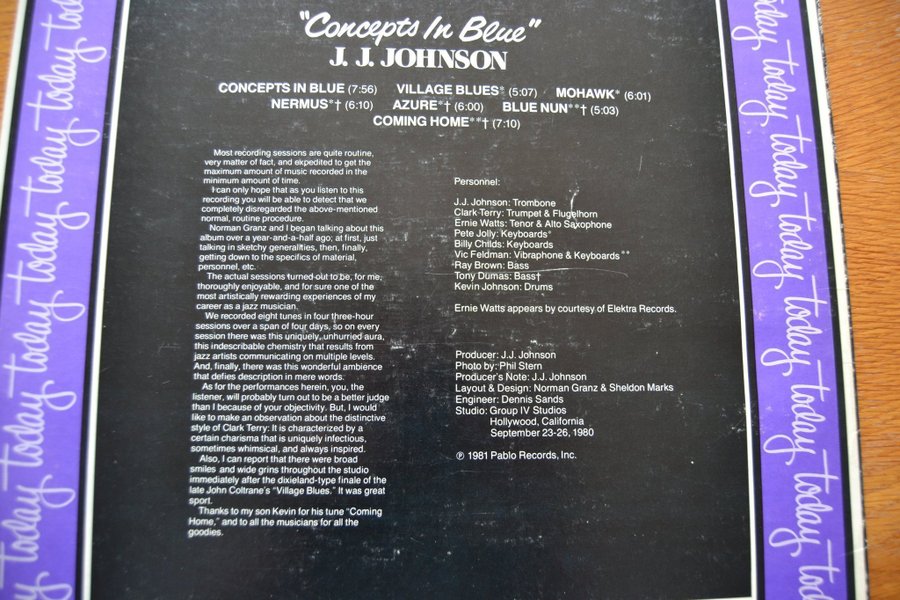 "Concepts In Blue"
J. J. JOHNSON
CONCEPTS IN BLUE (7:56) VILLAGE BLUES* (5:07) MOHAWK* (6:01)
NERMUS*† (6:10) AZURE*† (6:00) BLUE NUN**† (5:03)
COMING HOME**† (7:10)
Most recording sessions are quite routine,
very matter of fact, and expedited to get the
maximum amount of music recorded in the
minimum amount of time.
I can only hope that as you listen to this
recording you will be able to detect that we
completely disregarded the above-mentioned
normal, routine procedure.
Norman Granz and I began talking about this
album over a year-and-a-half ago; at first, just
talking in sketchy generalities, then, finally,
getting down to the specifics of material,
personnel, etc.
The actual sessions turned out to be, for me,
thoroughly enjoyable, and for sure one of the
most artistically rewarding experiences of my
career as a jazz musician.
We recorded eight tunes in four three-hour
sessions over a span of four days, so on every
session there was this uniquely, unhurried aura,
this indescribable chemistry that results from
jazz artists communicating on multiple levels.
And, finally, there was this wonderful ambience
that defies description in mere words.
As for the performances herein, you, the
listener, will probably turn out to be a better judge
than I because of your objectivity. But, I would
like to make an observation about the distinctive
style of Clark Terry: It is characterized by a
certain charisma that is uniquely infectious,
sometimes whimsical, and always inspired.
Also, I can report that there were broad
smiles and wide grins throughout the studio
immediately after the dixieland-type finale of the
late John Coltrane's "Village Blues." It was great
sport.
Thanks to my son Kevin for his tune "Coming
Home," and to all the musicians for all the
goodies.
Personnel:
J.J. Johnson: Trombone
Clark Terry: Trumpet & Flugelhorn
Ernie Watts: Tenor & Alto Saxophone
Pete Jolly: Keyboards*
Billy Childs: Keyboards
Vic Feldman: Vibraphone & Keyboards**
Ray Brown: Bass
Tony Dumas: Bass†
Kevin Johnson: Drums
Ernie Watts appears by courtesy of Elektra Records.
Producer: J.J. Johnson
Photo by: Phil Stern
Producer's Note: J.J. Johnson
Layout & Design: Norman Granz & Sheldon Marks
Engineer: Dennis Sands
Studio: Group IV Studios
Hollywood, California
September 23-26, 1980
℗ 1981 Pablo Records, Inc.
today today today today today today today today
today today today today today today today today